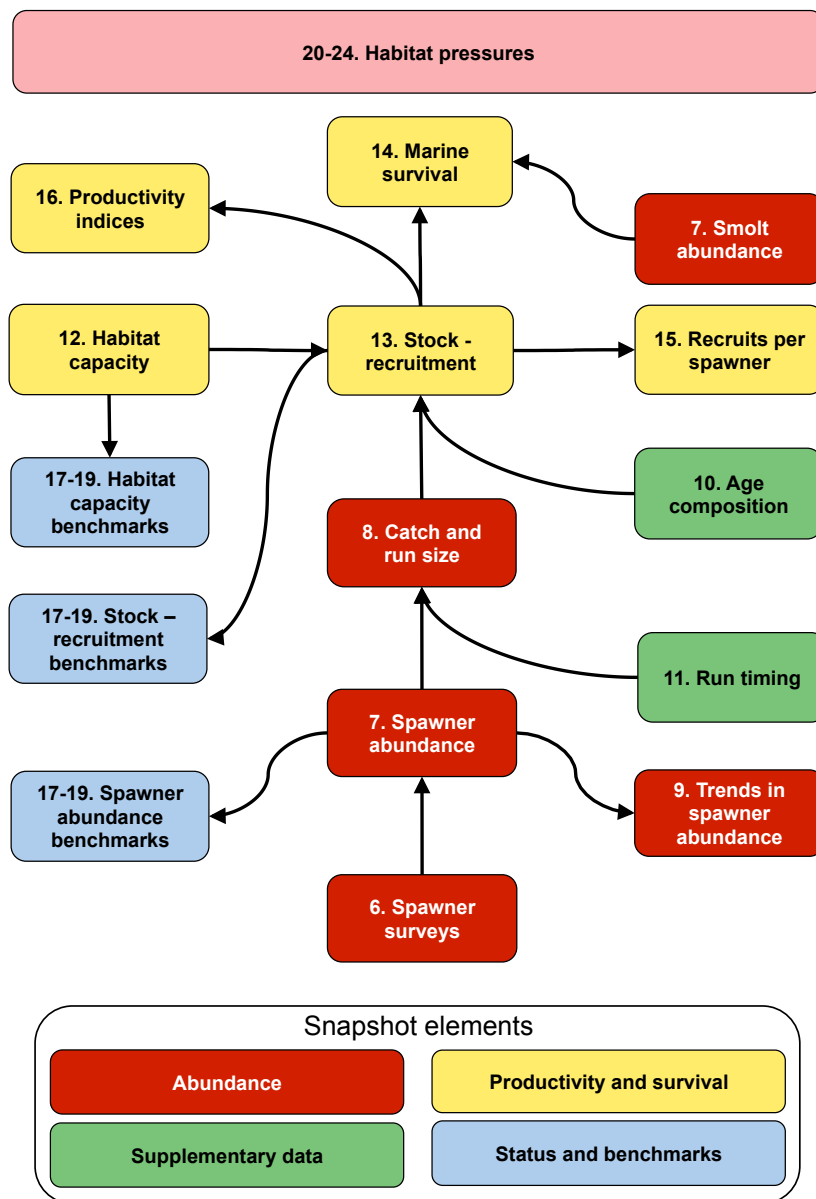 20-24. Habitat pressures
14. Marine
survival
16. Productivity
indices
7. Smolt
abundance
12. Habitat
capacity
13. Stock -
recruitment
15. Recruits per
spawner
17-19. Habitat
capacity
benchmarks
10. Age
composition
8. Catch and
run size
17-19. Stock –
recruitment
benchmarks
11. Run timing
7. Spawner
abundance
17-19. Spawner
abundance
benchmarks
9. Trends in
spawner
abundance
6. Spawner
surveys
Snapshot elements
Abundance
Productivity and survival
Supplementary data
Status and benchmarks